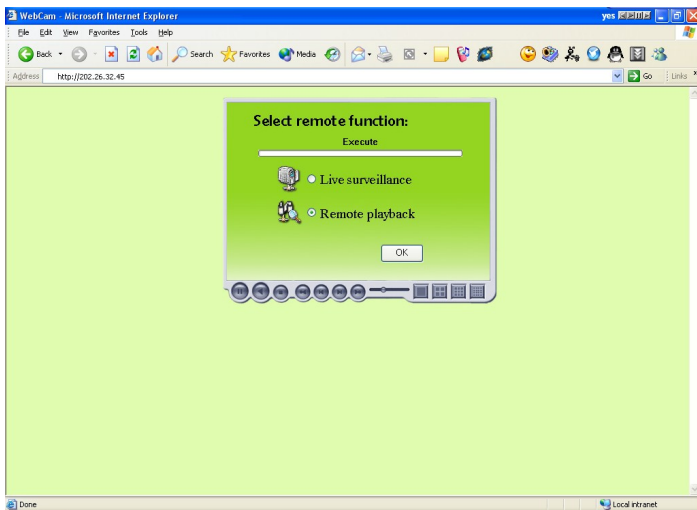 WebCam - Microsoft Internet Explorer
yes
File Edit View Favorites Tools Help
Back Search Favorites Media
Address http://202.26.32.45 Go Links
Select remote function:
Execute
Live surveillance
Remote playback
OK
Done Local intranet